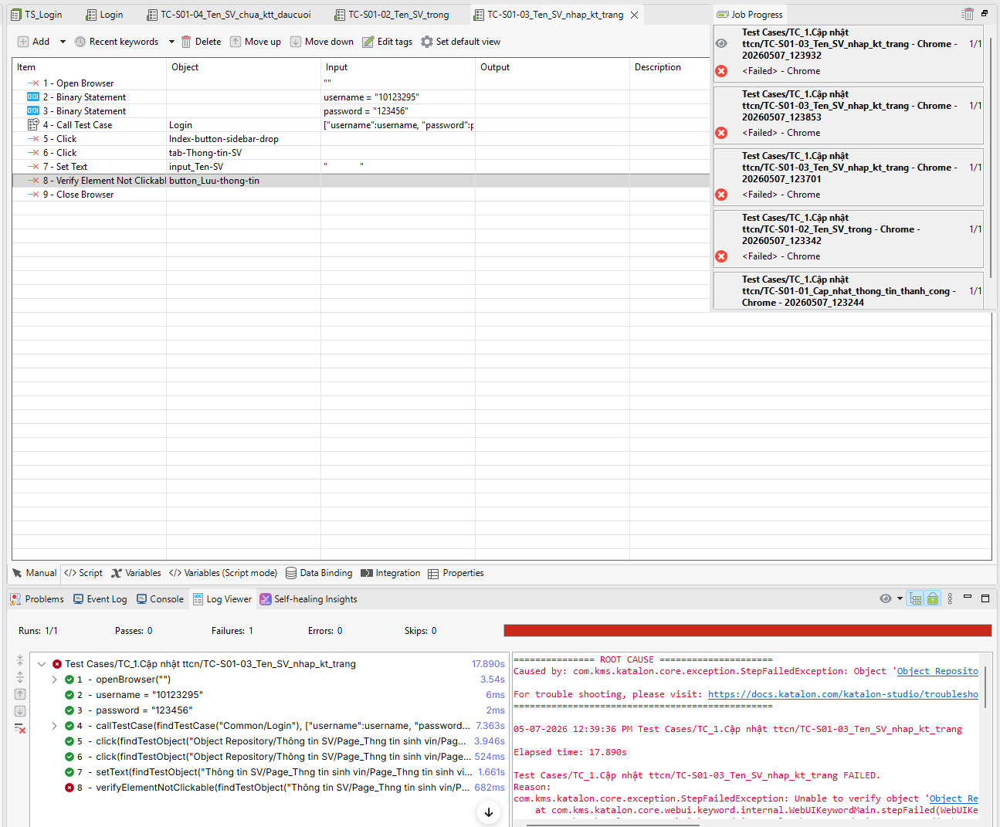 TS_Login
Login
TC-S01-04_Ten_SV_chua_ktt_daucuoi
TC-S01-02_Ten_SV_trong
TC-S01-03_Ten_SV_nhap_kt_trang
Add
Recent keywords
Delete
Move up
Move down
Edit tags
Set default view
Item Object Input Output Description
1 - Open Browser ""
2 - Binary Statement username = "10123295"
3 - Binary Statement password = "123456"
4 - Call Test Case Login ["username":username, "password":p
5 - Click Index-button-sidebar-drop
6 - Click tab-Thong-tin-SV
7 - Set Text input_Ten-SV "             "
8 - Verify Element Not Clickabl button_Luu-thong-tin
9 - Close Browser
Job Progress
Test Cases/TC_1.Cập nhật
ttcn/TC-S01-03_Ten_SV_nhap_kt_trang - Chrome - 1/1
20260507_123932
<Failed> - Chrome
Test Cases/TC_1.Cập nhật
ttcn/TC-S01-03_Ten_SV_nhap_kt_trang - Chrome - 1/1
20260507_123853
<Failed> - Chrome
Test Cases/TC_1.Cập nhật
ttcn/TC-S01-03_Ten_SV_nhap_kt_trang - Chrome - 1/1
20260507_123701
<Failed> - Chrome
Test Cases/TC_1.Cập nhật
ttcn/TC-S01-02_Ten_SV_trong - Chrome - 1/1
20260507_123342
<Failed> - Chrome
Test Cases/TC_1.Cập nhật
ttcn/TC-S01-01_Cap_nhat_thong_tin_thanh_cong - 1/1
Chrome - 20260507_123244
Manual
</> Script
Variables
</> Variables (Script mode)
Data Binding
Integration
Properties
Problems
Event Log
Console
Log Viewer
Self-healing Insights
Runs: 1/1 Passes: 0 Failures: 1 Errors: 0 Skips: 0
Test Cases/TC_1.Cập nhật ttcn/TC-S01-03_Ten_SV_nhap_kt_trang 17.890s
1 - openBrowser("") 3.54s
2 - username = "10123295" 6ms
3 - password = "123456" 2ms
4 - callTestCase(findTestCase("Common/Login"), ["username":username, "password... 7.363s
5 - click(findTestObject("Object Repository/Thông tin SV/Page_Thng tin sinh vin/Pag... 3.946s
6 - click(findTestObject("Object Repository/Thông tin SV/Page_Thng tin sinh vin/Pag... 524ms
7 - setText(findTestObject("Thông tin SV/Page_Thng tin sinh vin/Page_Thng tin sinh vi... 1.661s
8 - verifyElementNotClickable(findTestObject("Thông tin SV/Page_Thng tin sinh vin/P... 682ms
=============== ROOT CAUSE =====================
Caused by: com.kms.katalon.core.exception.StepFailedException: Object 'Object Reposito
For trouble shooting, please visit: https://docs.katalon.com/katalon-studio/troublesho
================================================
05-07-2026 12:39:36 PM Test Cases/TC_1.Cập nhật ttcn/TC-S01-03_Ten_SV_nhap_kt_trang
Elapsed time: 17.890s
Test Cases/TC_1.Cập nhật ttcn/TC-S01-03_Ten_SV_nhap_kt_trang FAILED.
Reason:
com.kms.katalon.core.exception.StepFailedException: Unable to verify object 'Object Re
at com.kms.katalon.core.webui.keyword.internal.WebUIKeywordMain.stepFailed(WebUIKe